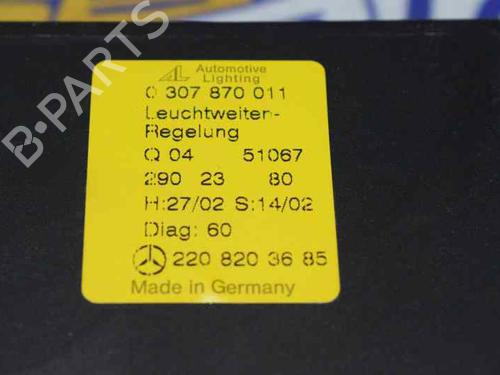 B-PARTS
AL Automotive
Lighting
0 307 870 011
Leuchtweiten-
Regelung
Q 04 51067
290 23 80
H:27/02 S:14/02
Diag: 60
220 820 36 85
Made in Germany